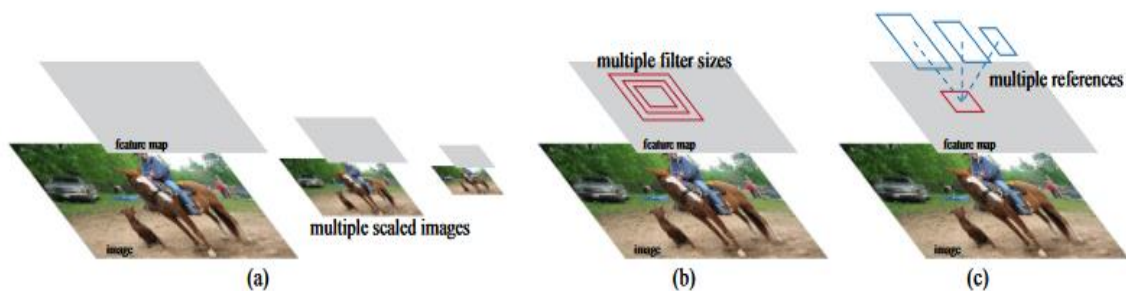 feature map
image
multiple scaled images
(a)
multiple filter sizes
feature map
image
(b)
multiple references
feature map
image
(c)